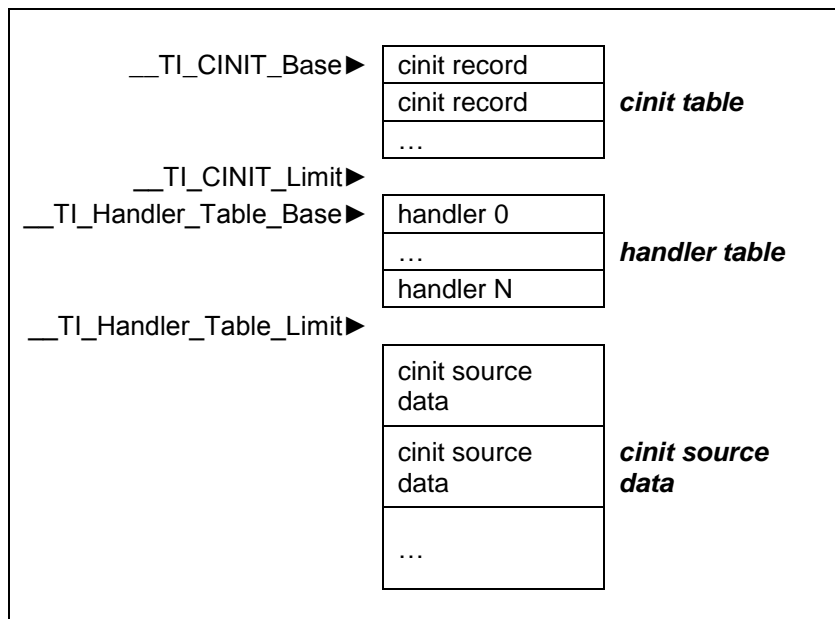 __TI_CINIT_Base►
cinit record
cinit record
…
cinit table
__TI_CINIT_Limit►
__TI_Handler_Table_Base►
handler 0
…
handler N
handler table
__TI_Handler_Table_Limit►
cinit source
data
cinit source
data
…
cinit source
data